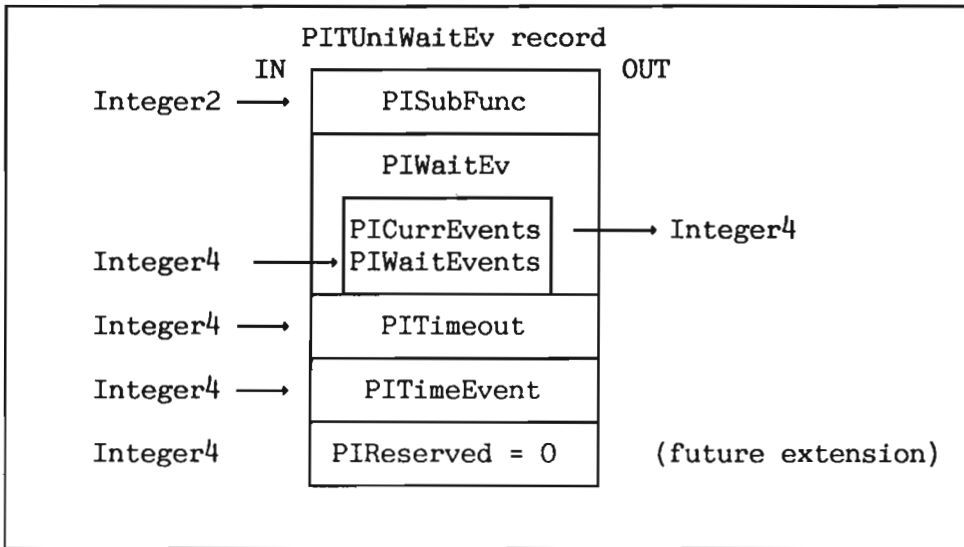 PITUniWaitEv record
IN OUT
Integer2 PISubFunc
PIWaitEv
PICurrEvents Integer4
Integer4 PIWaitEvents
Integer4 PITimeout
Integer4 PITimeEvent
Integer4 PIReserved = 0 (future extension)